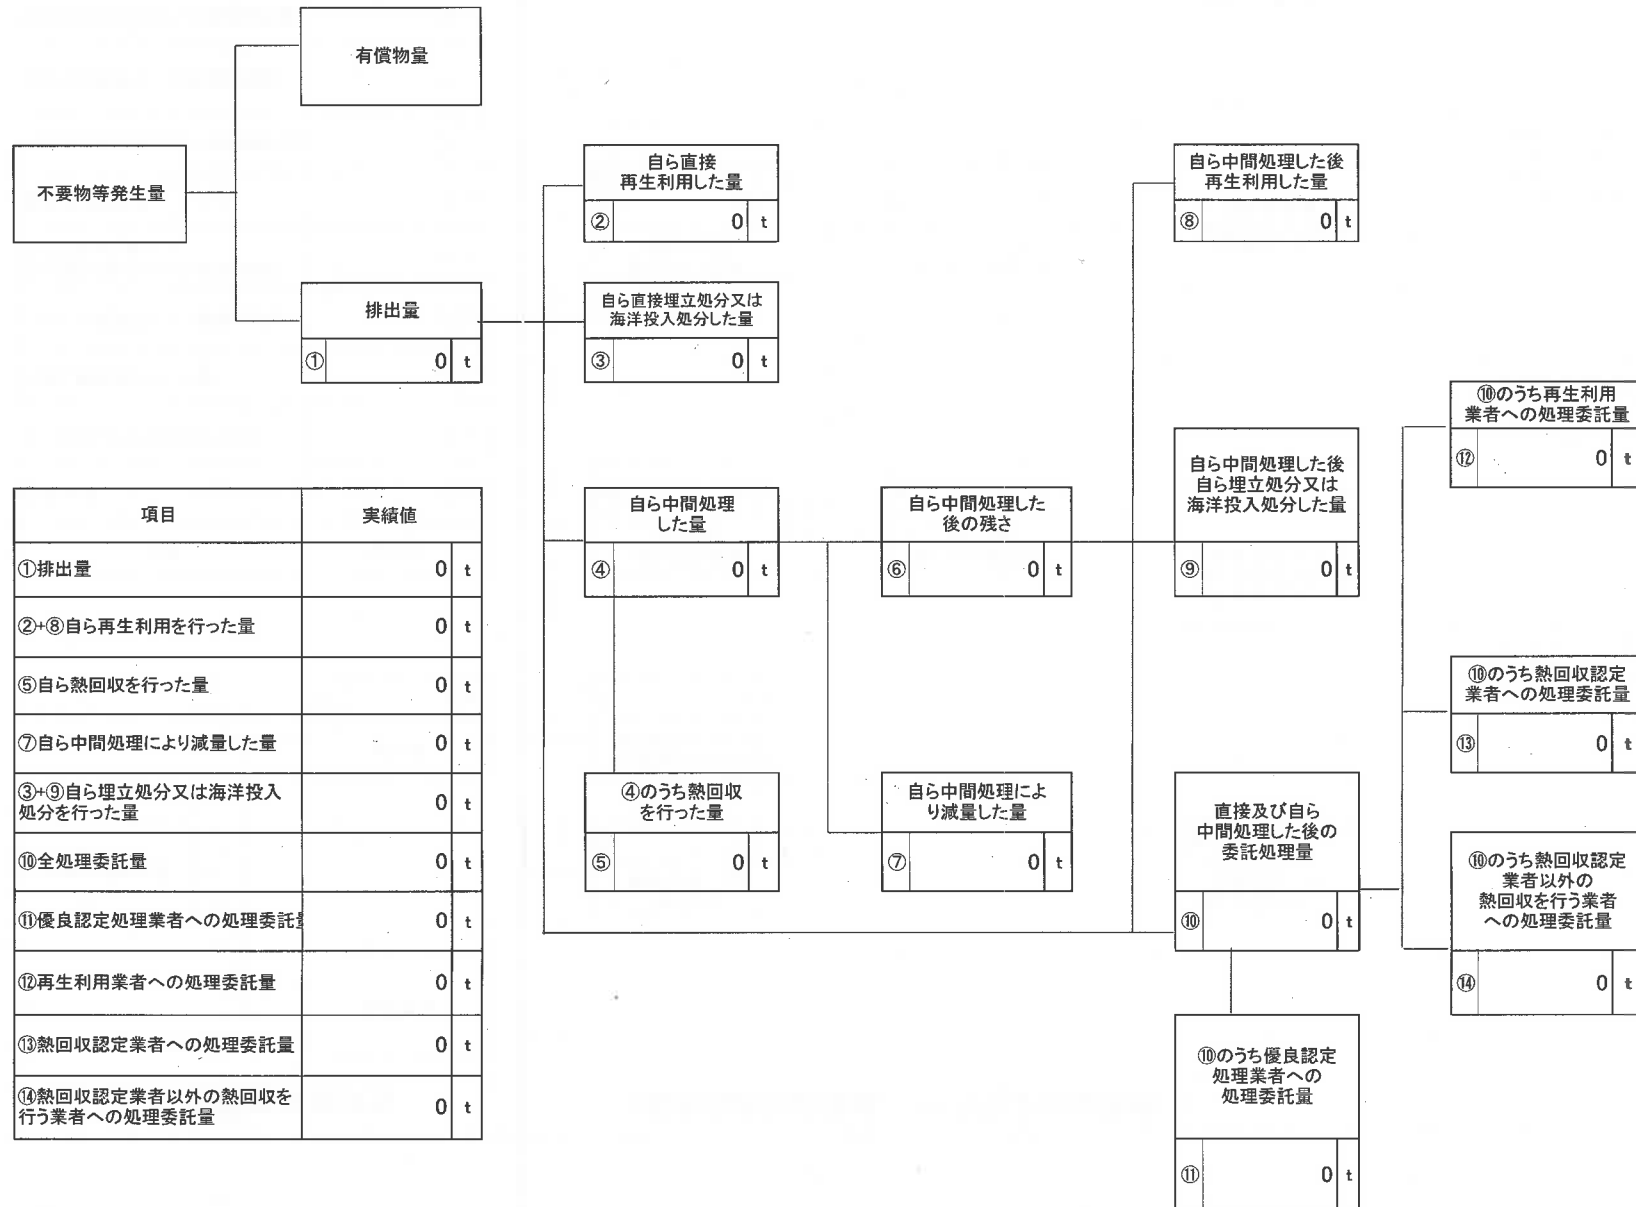 有償物量
不要物等発生量
排出量
① 0 t
自ら直接
再生利用した量
② 0 t
自ら直接埋立処分又は
海洋投入処分した量
③ 0 t
自ら中間処理
した量
④ 0 t
④のうち熱回収
を行った量
⑤ 0 t
自ら中間処理した
後の残さ
⑥ 0 t
自ら中間処理によ
り減量した量
⑦ 0 t
自ら中間処理した後
再生利用した量
⑧ 0 t
自ら中間処理した後
自ら埋立処分又は
海洋投入処分した量
⑨ 0 t
直接及び自ら
中間処理した後の
委託処理量
⑩ 0 t
⑩のうち優良認定
処理業者への
処理委託量
⑪ 0 t
⑩のうち再生利用
業者への処理委託量
⑫ 0 t
⑩のうち熱回収認定
業者への処理委託量
⑬ 0 t
⑩のうち熱回収認定
業者以外の
熱回収を行う業者
への処理委託量
⑭ 0 t
項目 実績値
①排出量 0 t
②+⑧自ら再生利用を行った量 0 t
⑤自ら熱回収を行った量 0 t
⑦自ら中間処理により減量した量 0 t
③+⑨自ら埋立処分又は海洋投入
処分を行った量 0 t
⑩全処理委託量 0 t
⑪優良認定処理業者への処理委託量 0 t
⑫再生利用業者への処理委託量 0 t
⑬熱回収認定業者への処理委託量 0 t
⑭熱回収認定業者以外の熱回収を
行う業者への処理委託量 0 t